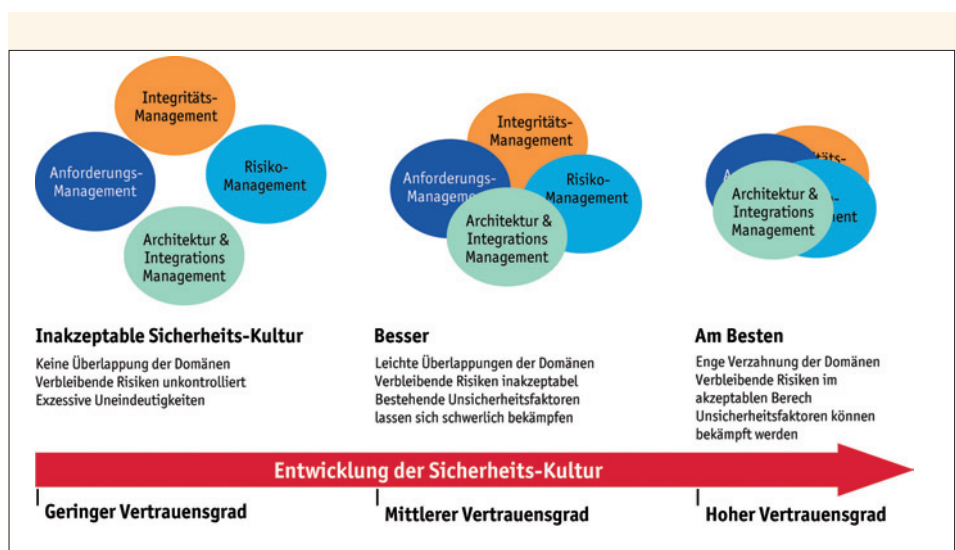 Integritäts-
Management
Anforderungs-
Management
Risiko-
Management
Architektur &
Integrations
Management
Integritäts-
Management
Anforderungs-
Managem
Risiko-
Management
Architektur &
Integrations
Management
itäts-
A
Architektur &
Integrations
Management
Inakzeptable Sicherheits-Kultur
Keine Überlappung der Domänen
Verbleibende Risiken unkontrolliert
Exzessive Uneindeutigkeiten
Besser
Leichte Überlappungen der Domänen
Verbleibende Risiken inakzeptabel
Bestehende Unsicherheitsfaktoren
lassen sich schwerlich bekämpfen
Am Besten
Enge Verzahnung der Domänen
Verbleibende Risiken im
akzeptablen Berech
Unsicherheitsfaktoren können
bekämpft werden
Entwicklung der Sicherheits-Kultur
Geringer Vertrauensgrad
Mittlerer Vertrauensgrad
Hoher Vertrauensgrad